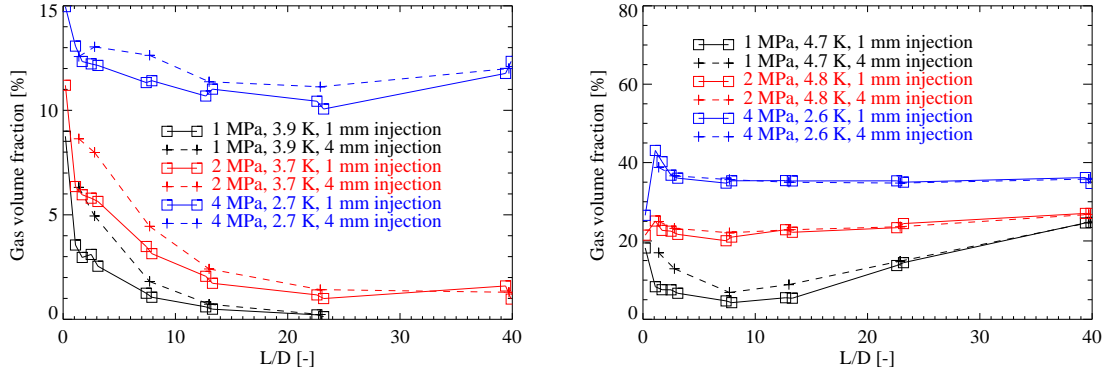 Gas volume fraction [%]
15
10
5
0
1 MPa, 3.9 K, 1 mm injection
1 MPa, 3.9 K, 4 mm injection
2 MPa, 3.7 K, 1 mm injection
2 MPa, 3.7 K, 4 mm injection
4 MPa, 2.7 K, 1 mm injection
4 MPa, 2.7 K, 4 mm injection
0 10 20 30 40
L/D [-]
Gas volume fraction [%]
80
60
40
20
0
1 MPa, 4.7 K, 1 mm injection
1 MPa, 4.7 K, 4 mm injection
2 MPa, 4.8 K, 1 mm injection
2 MPa, 4.8 K, 4 mm injection
4 MPa, 2.6 K, 1 mm injection
4 MPa, 2.6 K, 4 mm injection
0 10 20 30 40
L/D [-]